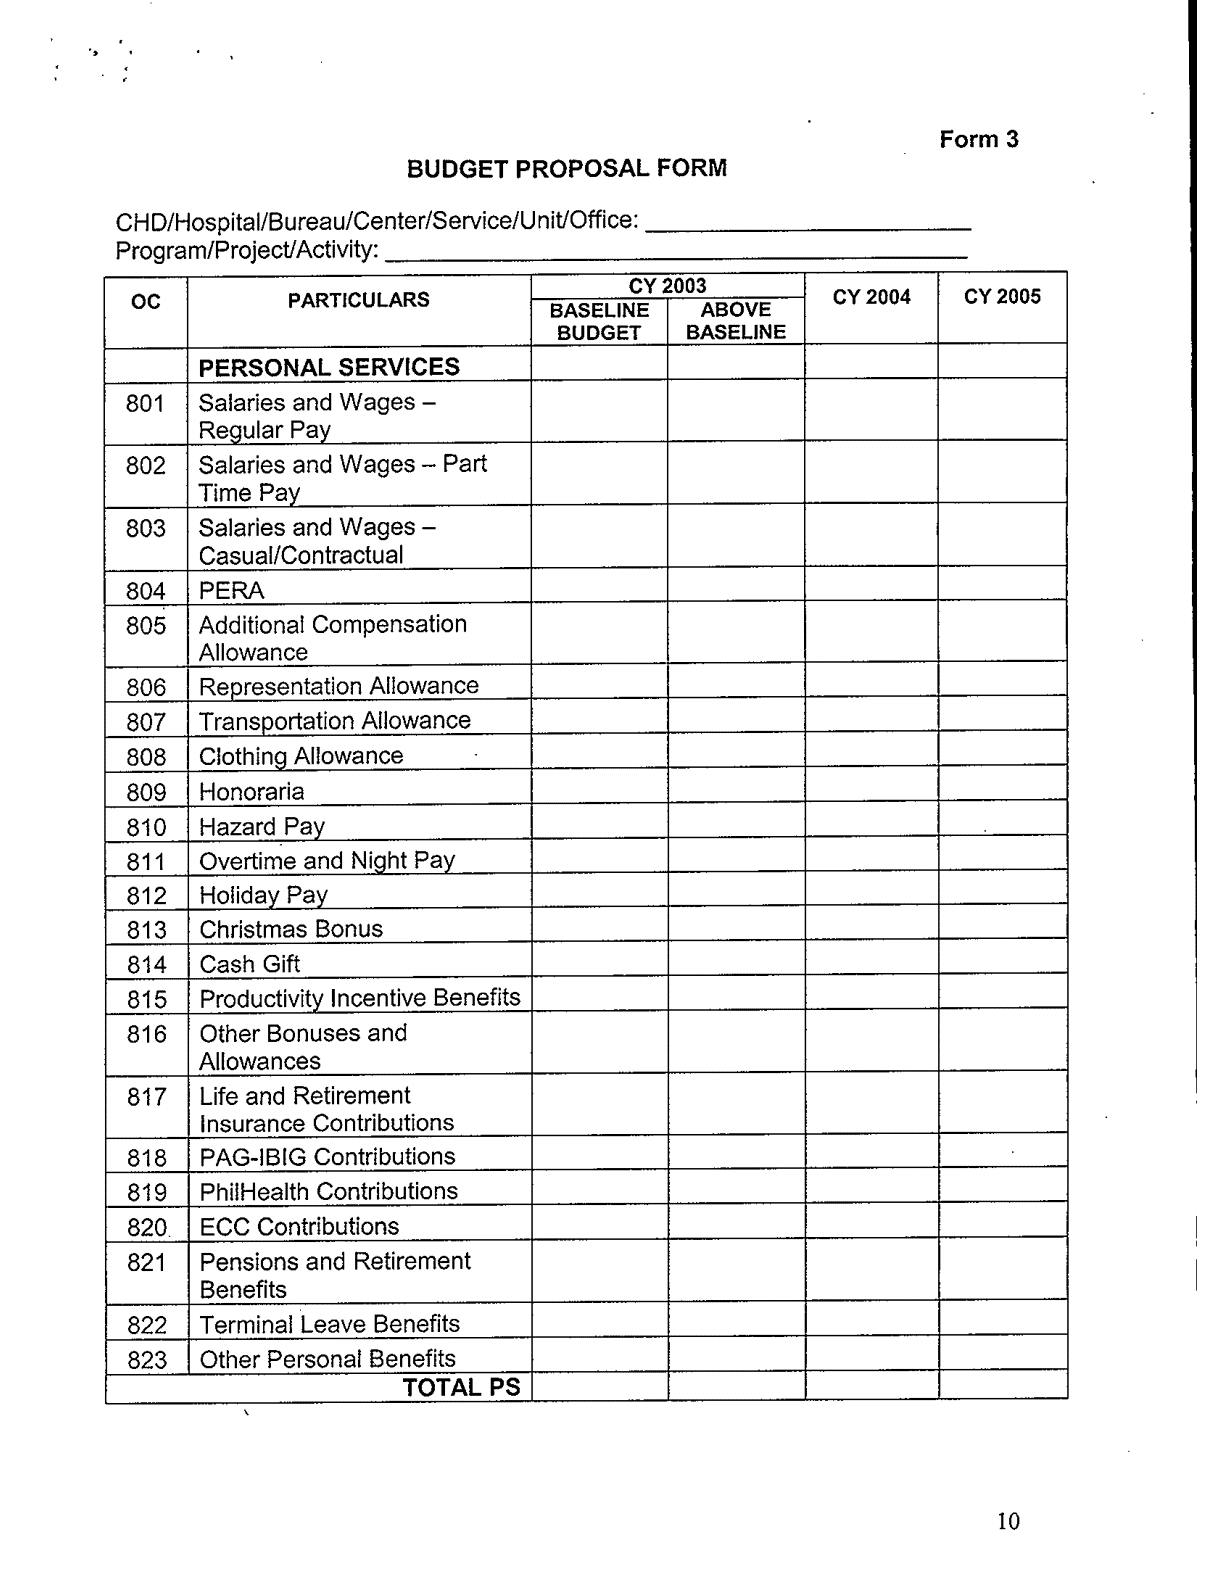 Form 3
BUDGET PROPOSAL FORM
CHD/Hospital/Bureau/Center/Service/Unit/Office:
Program/Project/Activity:
OC PARTICULARS CY 2003 CY 2004 CY 2005
BASELINE BUDGET ABOVE BASELINE
PERSONAL SERVICES
801 Salaries and Wages –
Regular Pay
802 Salaries and Wages – Part
Time Pay
803 Salaries and Wages –
Casual/Contractual
804 PERA
805 Additional Compensation
Allowance
806 Representation Allowance
807 Transportation Allowance
808 Clothing Allowance
809 Honoraria
810 Hazard Pay
811 Overtime and Night Pay
812 Holiday Pay
813 Christmas Bonus
814 Cash Gift
815 Productivity Incentive Benefits
816 Other Bonuses and
Allowances
817 Life and Retirement
Insurance Contributions
818 PAG-IBIG Contributions
819 PhilHealth Contributions
820 ECC Contributions
821 Pensions and Retirement
Benefits
822 Terminal Leave Benefits
823 Other Personal Benefits
TOTAL PS
10